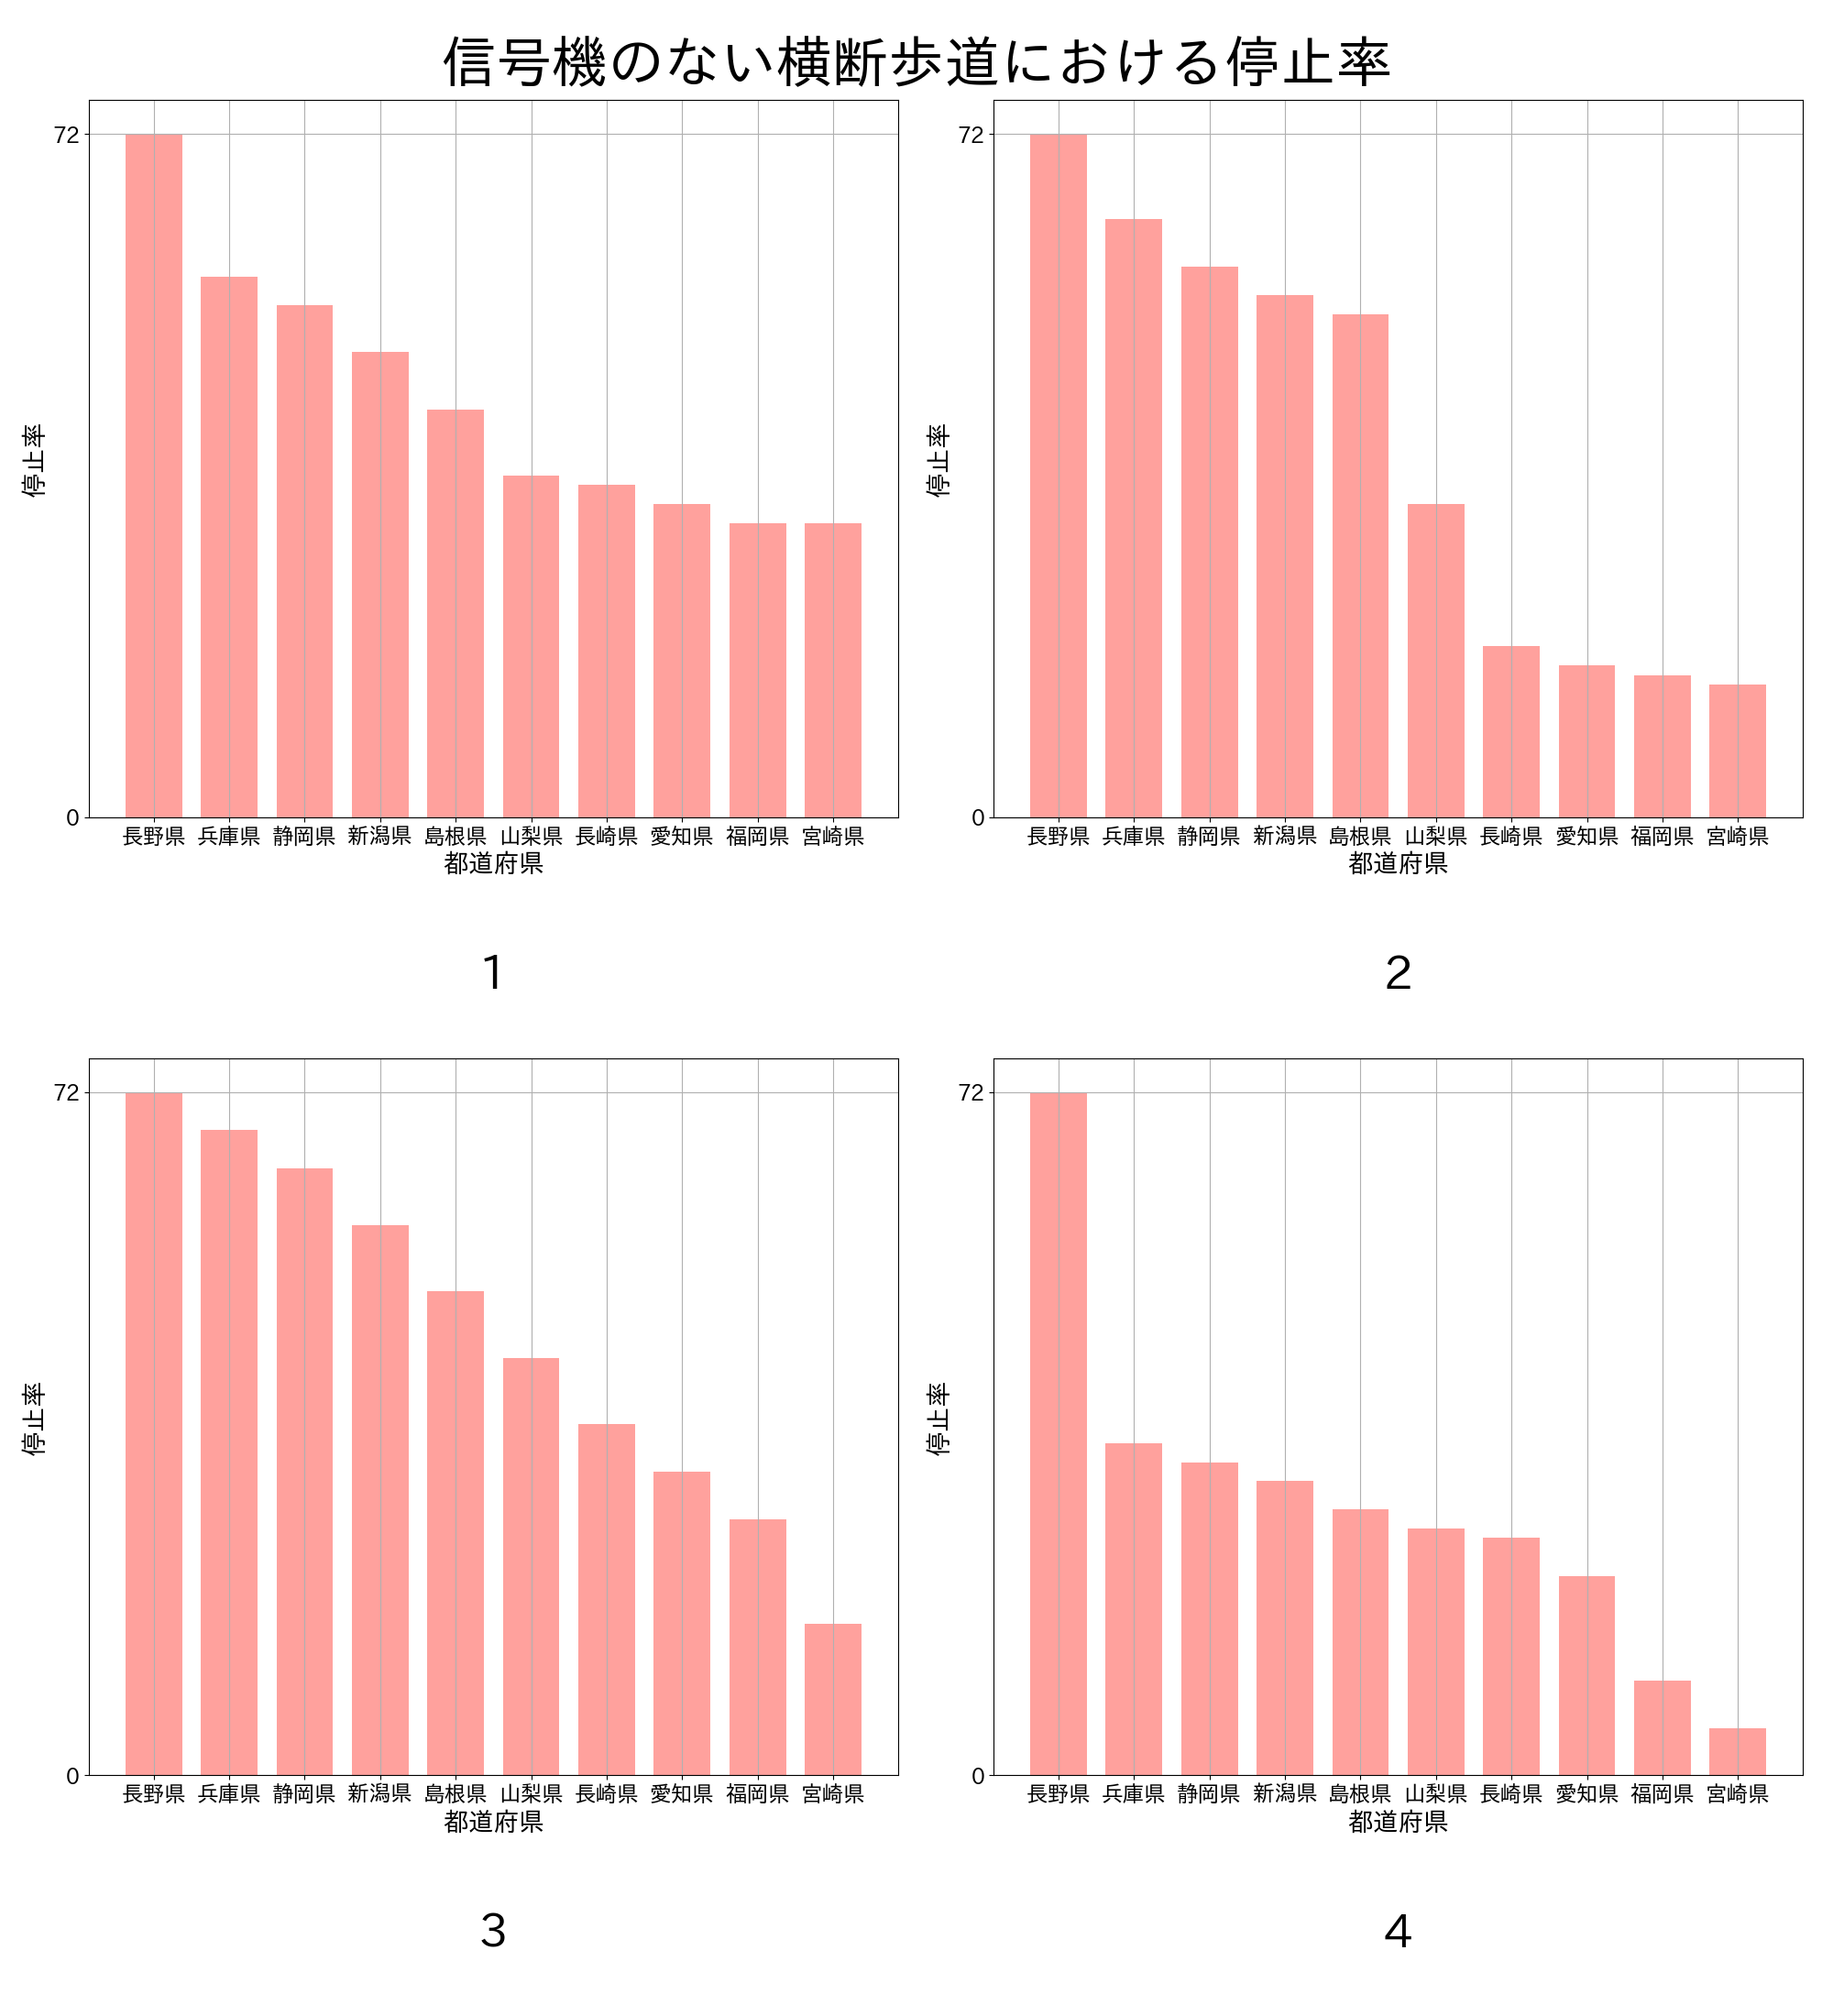 信号機のない横断歩道における停止率
72
0
停止率
長野県 兵庫県 静岡県 新潟県 島根県 山梨県 長崎県 愛知県 福岡県 宮崎県
都道府県
1
72
0
停止率
長野県 兵庫県 静岡県 新潟県 島根県 山梨県 長崎県 愛知県 福岡県 宮崎県
都道府県
2
72
0
停止率
長野県 兵庫県 静岡県 新潟県 島根県 山梨県 長崎県 愛知県 福岡県 宮崎県
都道府県
3
72
0
停止率
長野県 兵庫県 静岡県 新潟県 島根県 山梨県 長崎県 愛知県 福岡県 宮崎県
都道府県
4